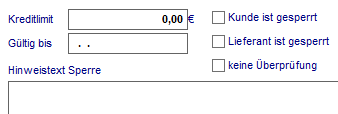 Kreditlimit 0,00 € Kunde ist gesperrt
Gültig bis . . Lieferant ist gesperrt
keine Überprüfung
Hinweistext Sperre